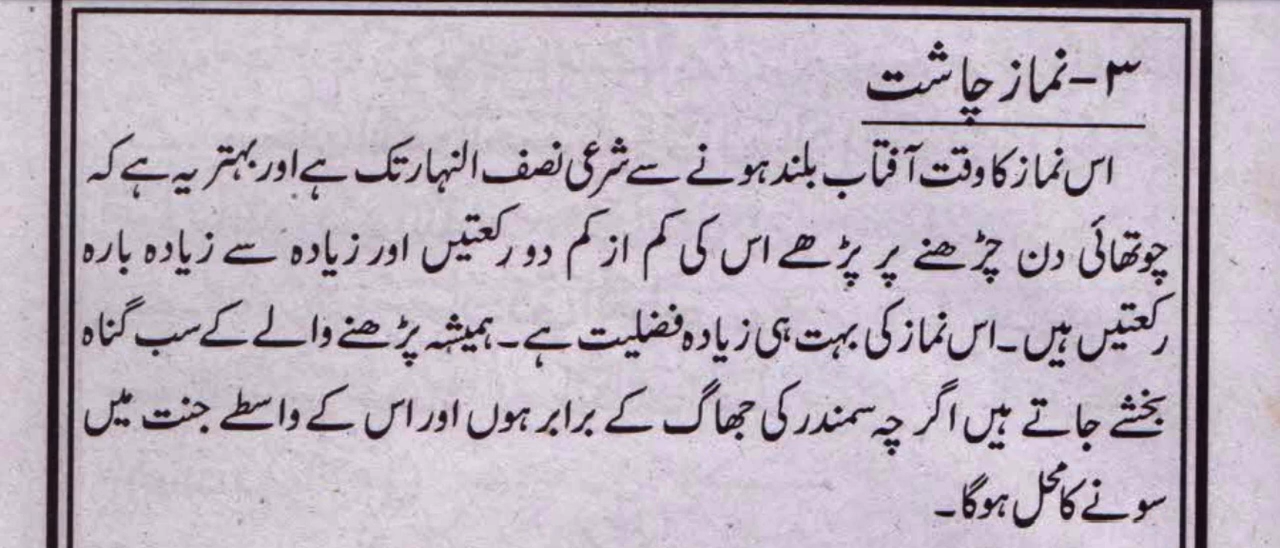 ۳-نماز چاشت
اس نماز کا وقت آفتاب بلند ہونے سے شرعی نصف النہار تک ہے اور بہتر یہ ہے کہ
چوتھائی دن چڑھنے پر پڑھے اس کی کم از کم دو رکعتیں اور زیادہ سے زیادہ بارہ
رکعتیں ہیں۔ اس نماز کی بہت ہی زیادہ فضلیت ہے۔ ہمیشہ پڑھنے والے کے سب گناہ
بخشے جاتے ہیں اگر چہ سمندر کی جھاگ کے برابر ہوں اور اس کے واسطے جنت میں
سونے کا محل ہوگا۔